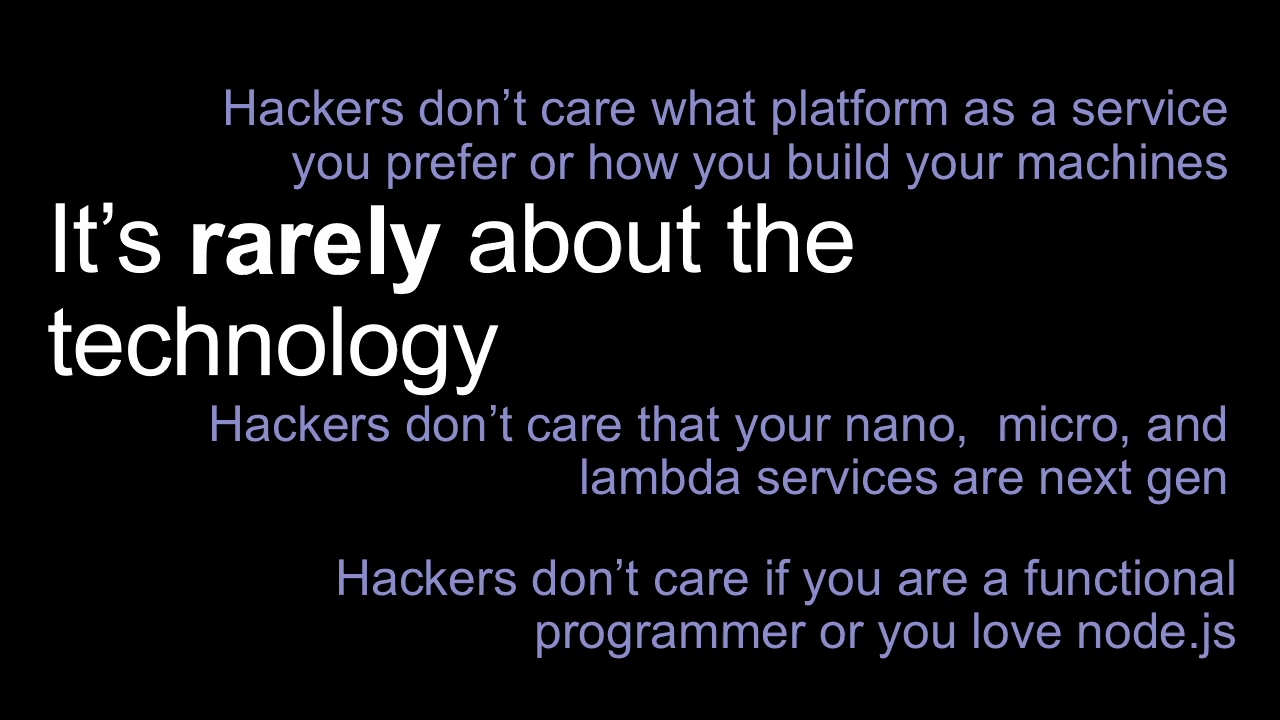 Hackers don’t care what platform as a service
you prefer or how you build your machines
It’s rarely about the
technology
Hackers don’t care that your nano,  micro, and
lambda services are next gen
Hackers don’t care if you are a functional
programmer or you love node.js